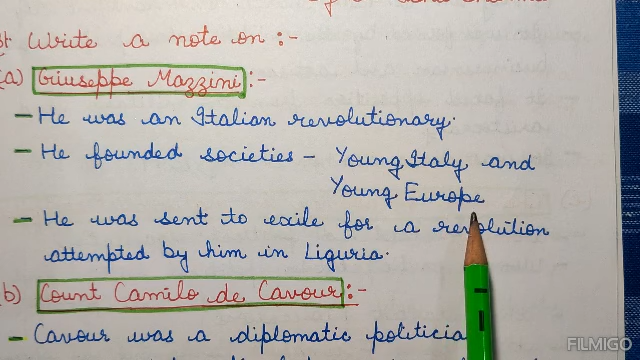 Write a note on :-
(a) Giuseppe Mazzini :-
- He was an Italian revolutionary.
- He founded societies - Young Italy and
Young Europe
- He was sent to exile for a revolution
attempted by him in Liguria.
(b) Count Camilo de Cavour :-
- Cavour was a diplomatic
FILMIGO